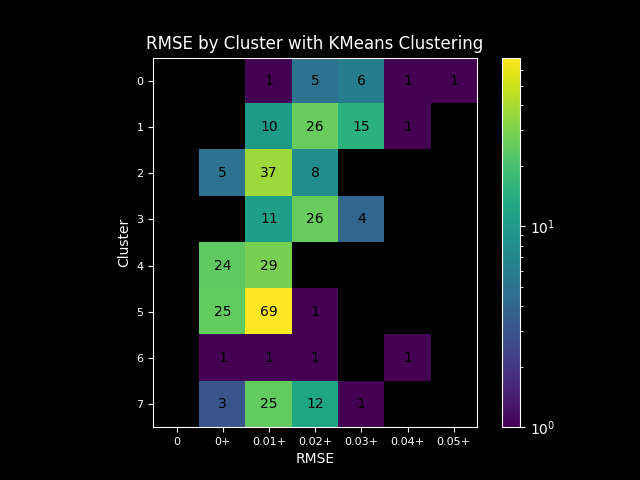 RMSE by Cluster with KMeans Clustering
0 1 5 6 1 1
1 10 26 15 1
2 5 37 8
3 11 26 4
4 24 29
5 25 69 1
6 1 1 1 1
7 3 25 12 1
0 0+ 0.01+ 0.02+ 0.03+ 0.04+ 0.05+
RMSE
Cluster
10¹
10⁰